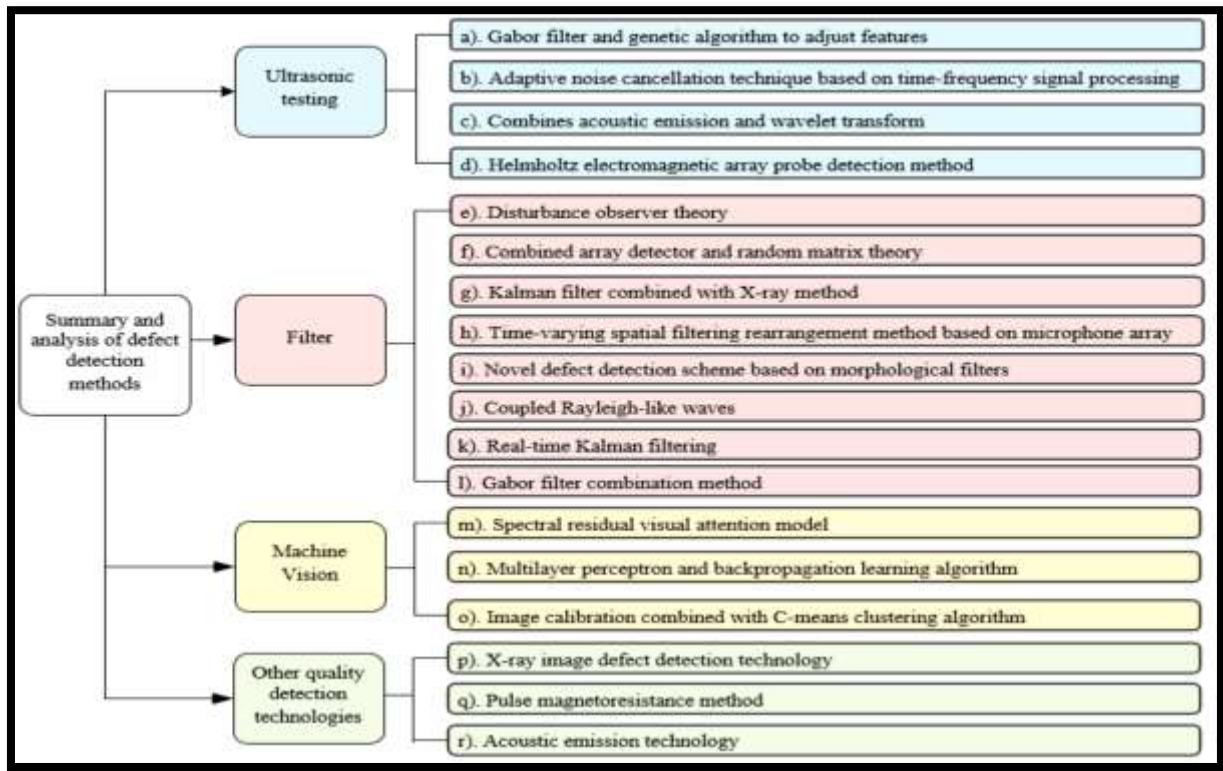 Summary and
analysis of defect
detection
methods
Ultrasonic
testing
a). Gabor filter and genetic algorithm to adjust features
b). Adaptive noise cancellation technique based on time-frequency signal processing
c). Combines acoustic emission and wavelet transform
d). Helmholtz electromagnetic array probe detection method
Filter
e). Disturbance observer theory
f). Combined array detector and random matrix theory
g). Kalman filter combined with X-ray method
h). Time-varying spatial filtering rearrangement method based on microphone array
i). Novel defect detection scheme based on morphological filters
j). Coupled Rayleigh-like waves
k). Real-time Kalman filtering
l). Gabor filter combination method
Machine
Vision
m). Spectral residual visual attention model
n). Multilayer perceptron and backpropagation learning algorithm
o). Image calibration combined with C-means clustering algorithm
Other quality
detection
technologies
p). X-ray image defect detection technology
q). Pulse magnetoresistance method
r). Acoustic emission technology